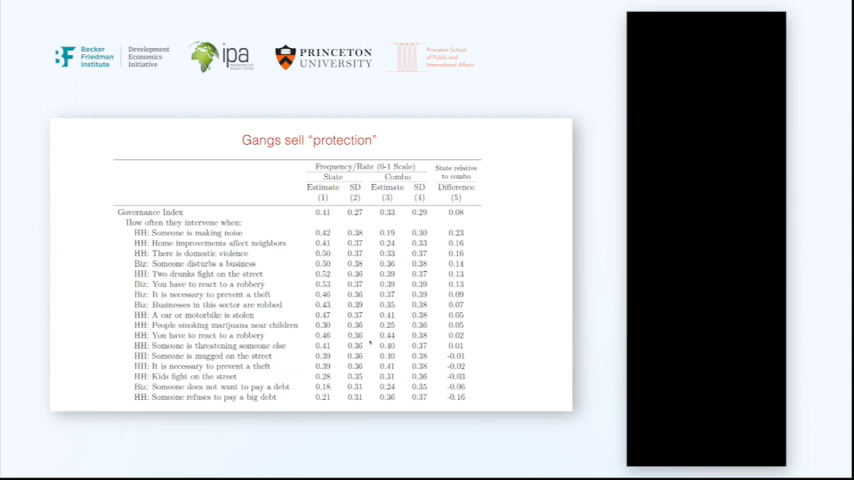 Becker
Friedman
Institute
Development
Economics
Initiative
ipa
PRINCETON
UNIVERSITY
Princeton School
of Public and
International Affairs
Gangs sell "protection"
Frequency/Rate (0-1 Scale) State relative
State Combo to combo
Estimate SD Estimate SD Difference
(1) (2) (3) (4) (5)
Governance Index 0.41 0.27 0.33 0.29 0.08
How often they intervene when:
HH: Someone is making noise 0.42 0.38 0.19 0.30 0.23
HH: Home improvements affect neighbors 0.41 0.37 0.24 0.33 0.16
HH: There is domestic violence 0.50 0.37 0.33 0.37 0.16
Biz: Someone disturbs a business 0.50 0.38 0.36 0.38 0.14
HH: Two drunks fight on the street 0.52 0.36 0.39 0.37 0.13
Biz: You have to react to a robbery 0.53 0.37 0.39 0.39 0.13
Biz: It is necessary to prevent a theft 0.46 0.36 0.37 0.39 0.09
Biz: Businesses in this sector are robbed 0.43 0.39 0.35 0.38 0.07
HH: A car or motorbike is stolen 0.47 0.37 0.41 0.38 0.05
HH: People smoking marijuana near children 0.30 0.36 0.25 0.36 0.05
HH: You have to react to a robbery 0.46 0.36 0.44 0.38 0.02
HH: Someone is threatening someone else 0.41 0.36 0.40 0.37 0.01
HH: Someone is mugged on the street 0.39 0.36 0.40 0.38 -0.01
HH: It is necessary to prevent a theft 0.39 0.36 0.41 0.38 -0.02
HH: Kids fight on the street 0.28 0.35 0.31 0.36 -0.03
Biz: Someone does not want to pay a debt 0.18 0.31 0.24 0.35 -0.06
HH: Someone refuses to pay a big debt 0.21 0.31 0.36 0.37 -0.16